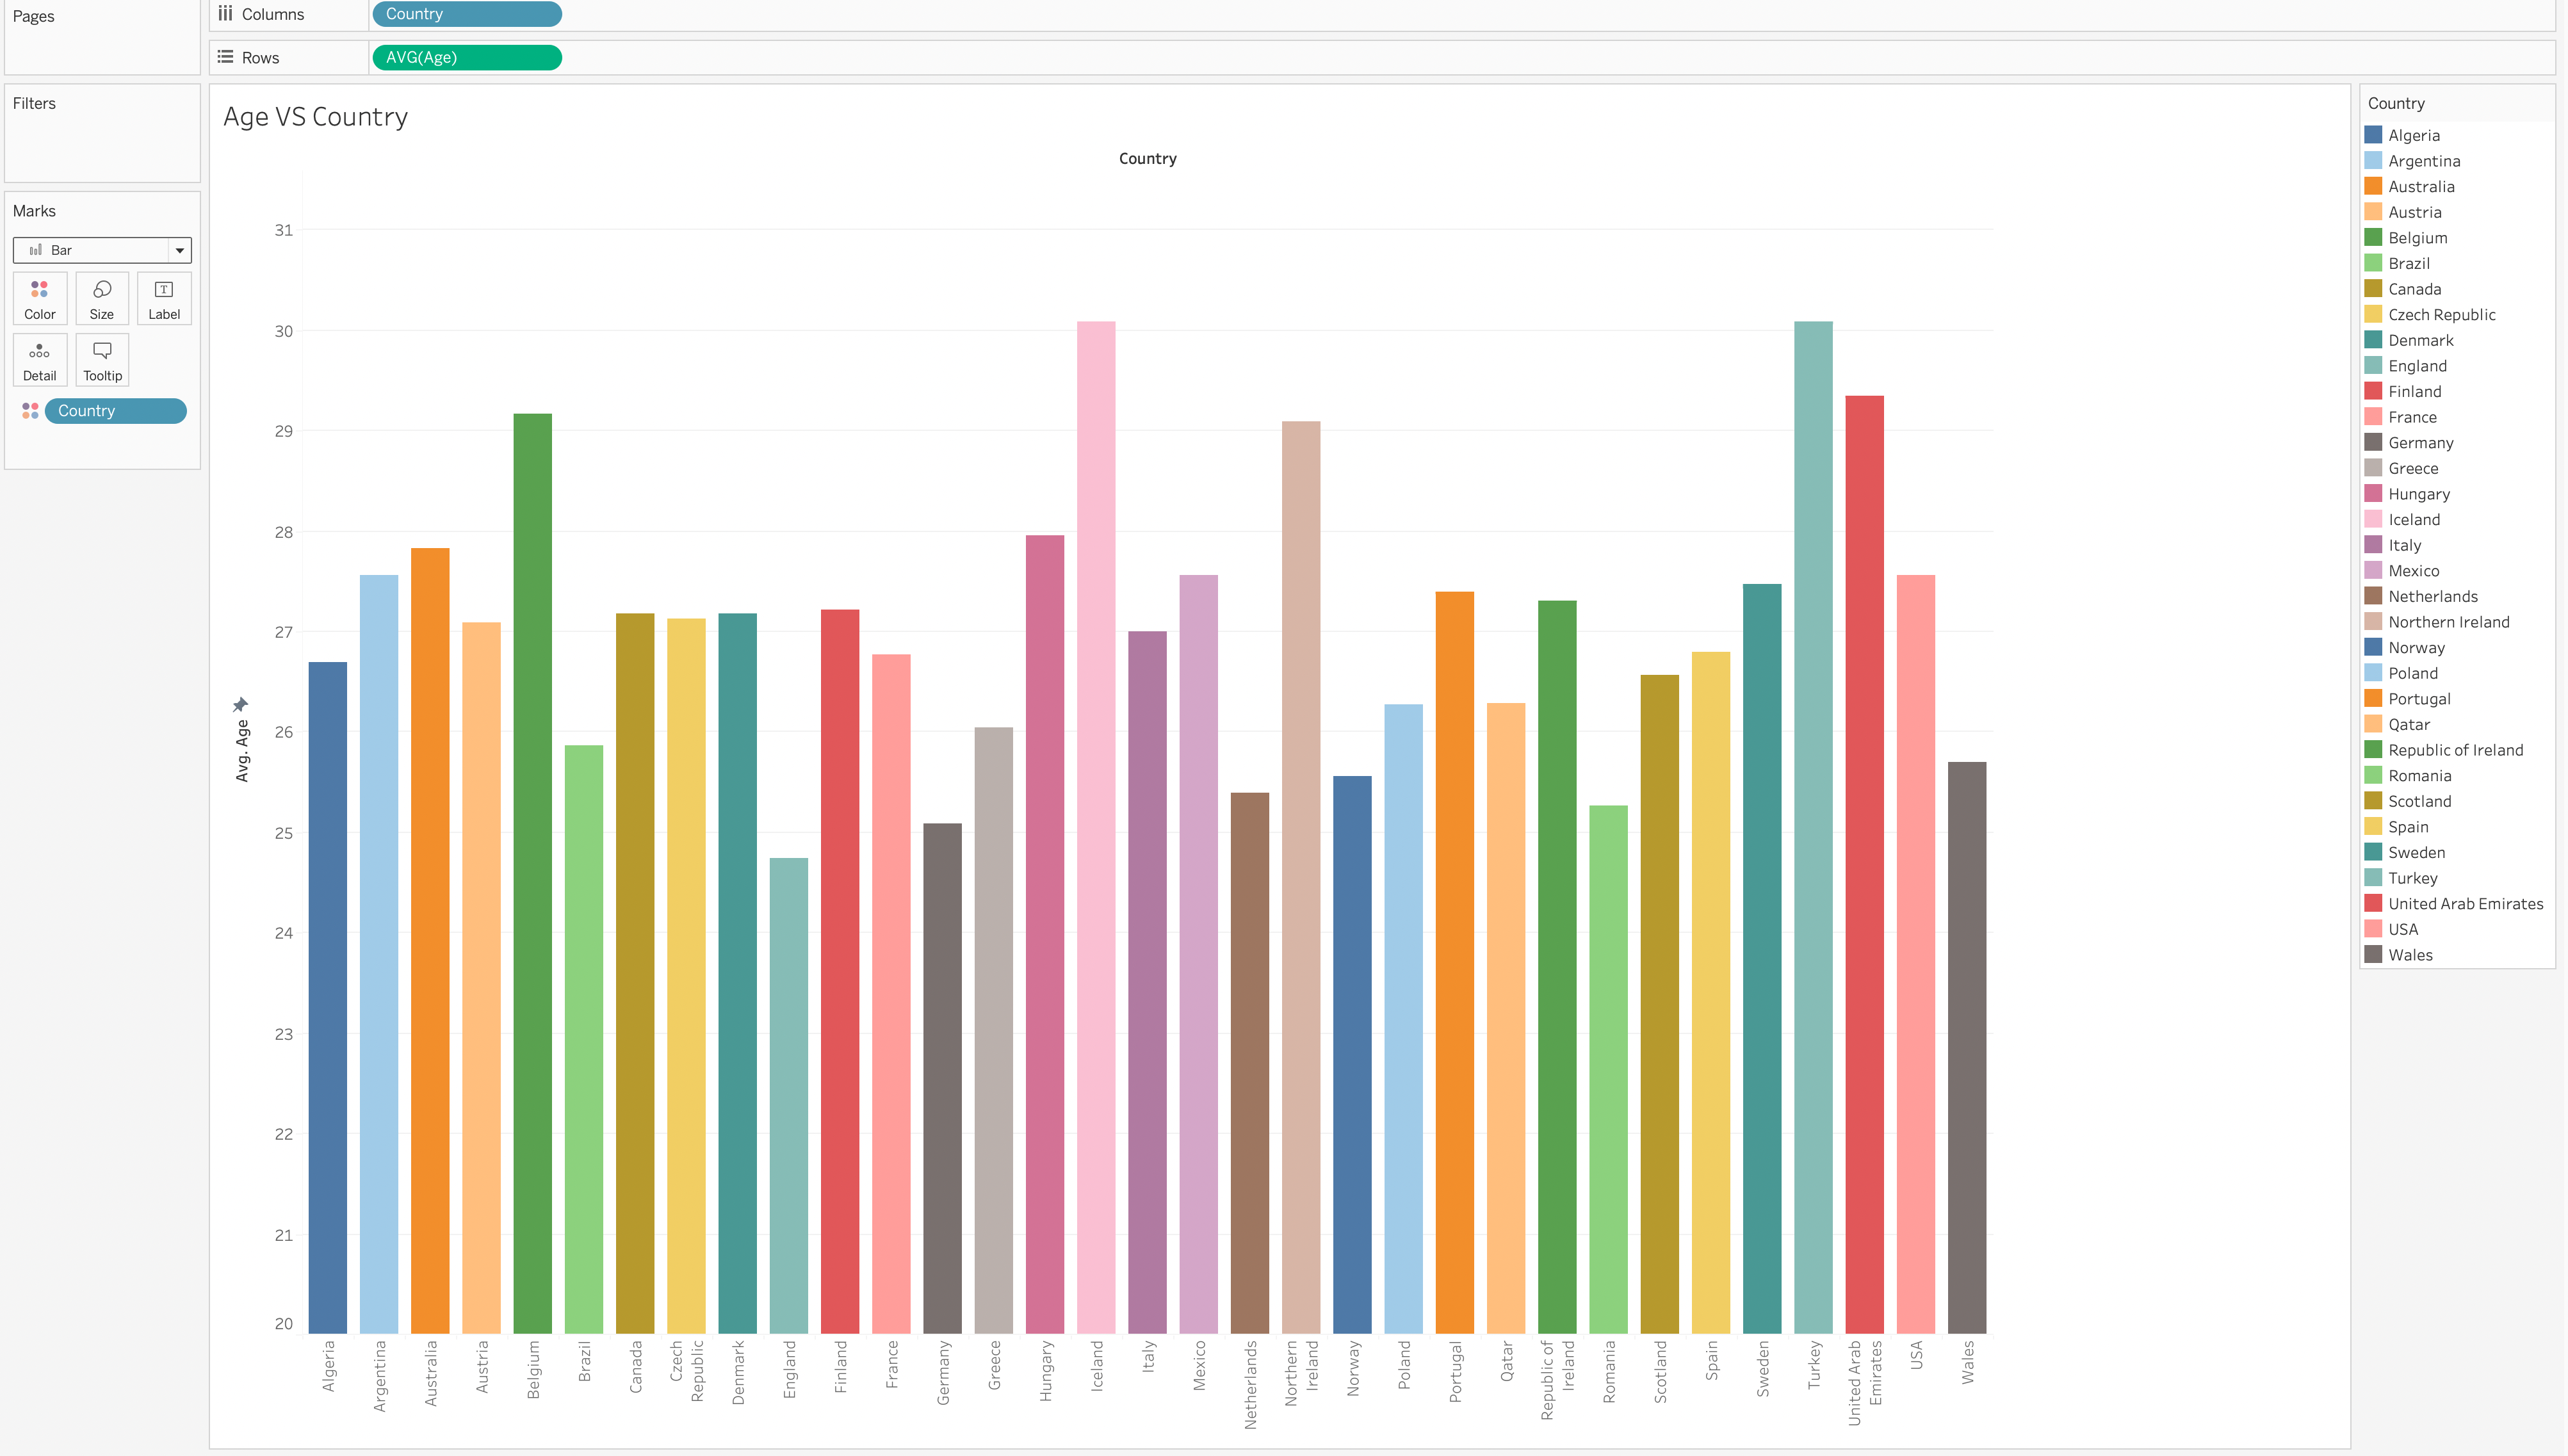 Pages
Columns
Country
Rows
AVG(Age)
Filters
Marks
Bar
Color
Size
Label
Detail
Tooltip
Country
Age VS Country
Country
31
30
29
28
27
26
25
24
23
22
21
20
Avg. Age
Algeria
Argentina
Australia
Austria
Belgium
Brazil
Canada
Czech
Republic
Denmark
England
Finland
France
Germany
Greece
Hungary
Iceland
Italy
Mexico
Netherlands
Northern
Ireland
Norway
Poland
Portugal
Qatar
Republic of
Ireland
Romania
Scotland
Spain
Sweden
Turkey
United Arab
Emirates
USA
Wales
Country
Algeria
Argentina
Australia
Austria
Belgium
Brazil
Canada
Czech Republic
Denmark
England
Finland
France
Germany
Greece
Hungary
Iceland
Italy
Mexico
Netherlands
Northern Ireland
Norway
Poland
Portugal
Qatar
Republic of Ireland
Romania
Scotland
Spain
Sweden
Turkey
United Arab Emirates
USA
Wales